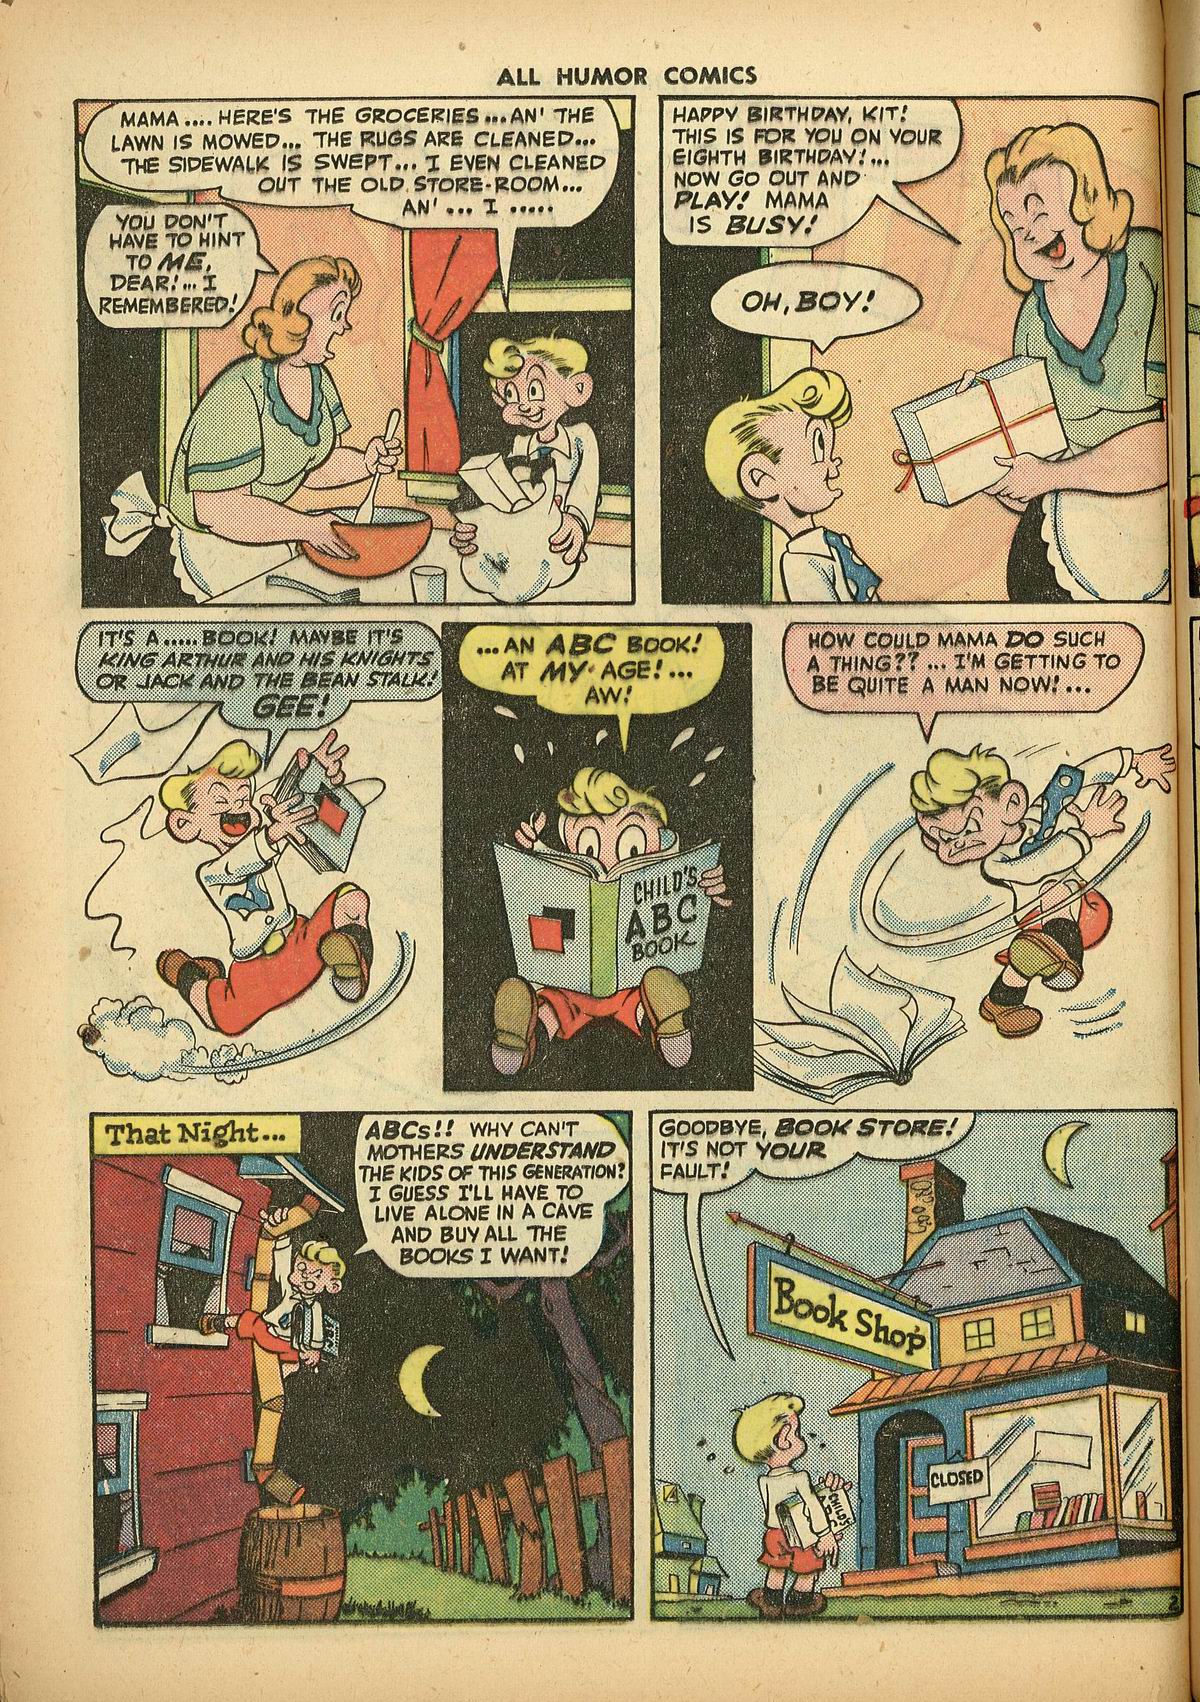 ALL HUMOR COMICS
MAMA.... HERE'S THE GROCERIES...AN' THE
LAWN IS MOWED... THE RUGS ARE CLEANED...
THE SIDEWALK IS SWEPT... I EVEN CLEANED
OUT THE OLD STORE-ROOM...
AN'... I .....
YOU DON'T
HAVE TO HINT
TO ME,
DEAR!... I
REMEMBERED!
HAPPY BIRTHDAY, KIT!
THIS IS FOR YOU ON YOUR
EIGHTH BIRTHDAY!...
NOW GO OUT AND
PLAY! MAMA
IS BUSY!
OH, BOY!
IT'S A.....BOOK! MAYBE IT'S
KING ARTHUR AND HIS KNIGHTS
OR JACK AND THE BEAN STALK!
GEE!
...AN ABC BOOK!
AT MY AGE!...
AW!
CHILD'S
ABC
BOOK
HOW COULD MAMA DO SUCH
A THING?? ... I'M GETTING TO
BE QUITE A MAN NOW!...
That Night...
ABCs!! WHY CAN'T
MOTHERS UNDERSTAND
THE KIDS OF THIS GENERATION?
I GUESS I'LL HAVE TO
LIVE ALONE IN A CAVE
AND BUY ALL THE
BOOKS I WANT!
GOODBYE, BOOK STORE!
IT'S NOT YOUR
FAULT!
Book Shop
CLOSED
CHILD'S
ABC
2